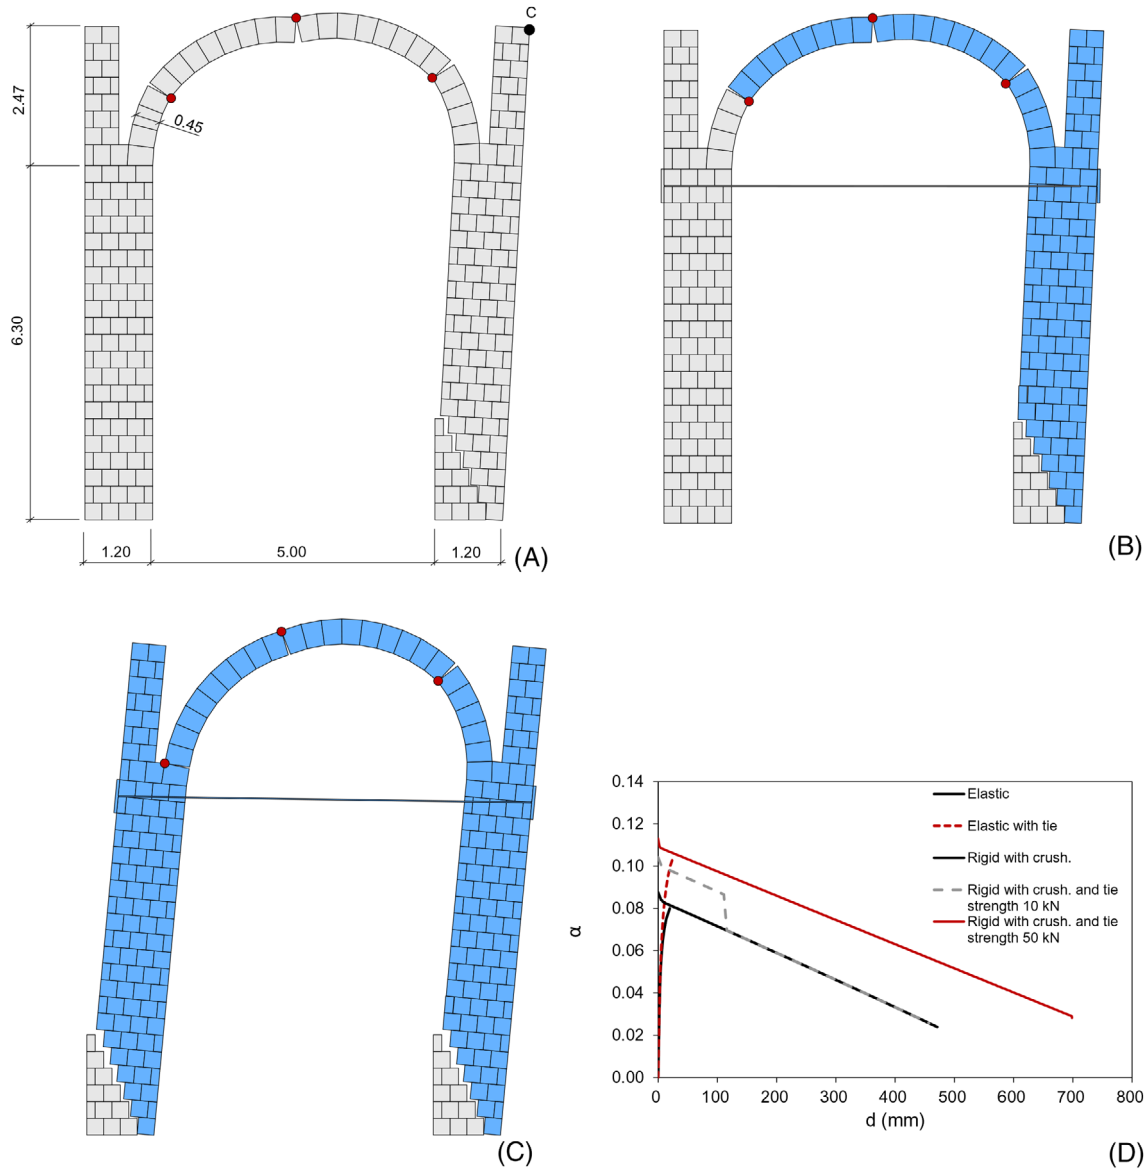 C
2.47
0.45
6.30
1.20
5.00
1.20
(A)
(B)
(C)
0.14
0.12
0.10
0.08
0.06
0.04
0.02
0.00
α
Elastic
Elastic with tie
Rigid with crush.
Rigid with crush. and tie
strength 10 kN
Rigid with crush. and tie
strength 50 kN
0 100 200 300 400 500 600 700 800
d (mm)
(D)